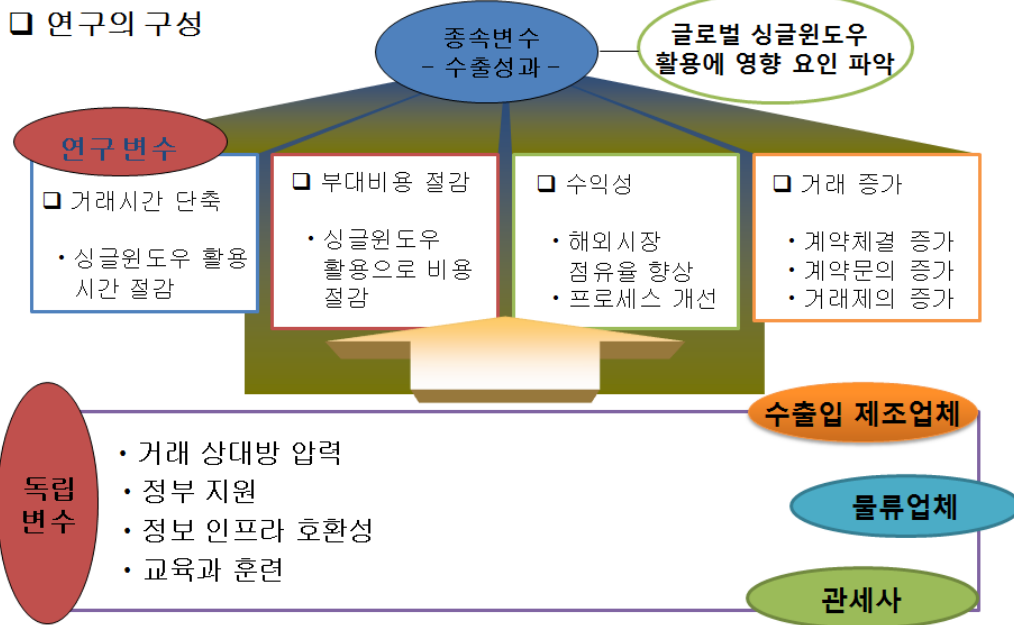 ❑ 연구의 구성
종속변수
- 수출성과 -
글로벌 싱글윈도우
활용에 영향 요인 파악
연구 변수
❑ 거래시간 단축
• 싱글윈도우 활용
시간 절감
❑ 부대비용 절감
• 싱글윈도우
활용으로 비용
절감
❑ 수익성
• 해외시장
점유율 향상
• 프로세스 개선
❑ 거래 증가
• 계약체결 증가
• 계약문의 증가
• 거래제의 증가
독립
변수
• 거래 상대방 압력
• 정부 지원
• 정보 인프라 호환성
• 교육과 훈련
수출입 제조업체
물류업체
관세사